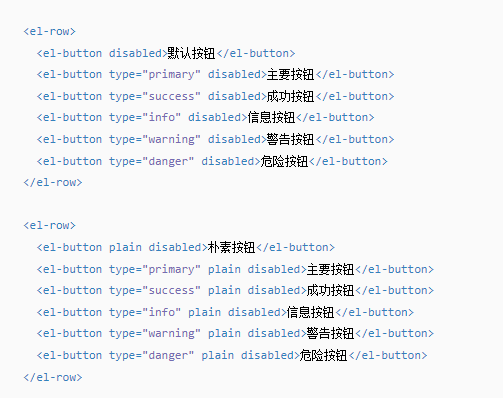 <el-row>
<el-button disabled>默认按钮</el-button>
<el-button type="primary" disabled>主要按钮</el-button>
<el-button type="success" disabled>成功按钮</el-button>
<el-button type="info" disabled>信息按钮</el-button>
<el-button type="warning" disabled>警告按钮</el-button>
<el-button type="danger" disabled>危险按钮</el-button>
</el-row>
<el-row>
<el-button plain disabled>朴素按钮</el-button>
<el-button type="primary" plain disabled>主要按钮</el-button>
<el-button type="success" plain disabled>成功按钮</el-button>
<el-button type="info" plain disabled>信息按钮</el-button>
<el-button type="warning" plain disabled>警告按钮</el-button>
<el-button type="danger" plain disabled>危险按钮</el-button>
</el-row>